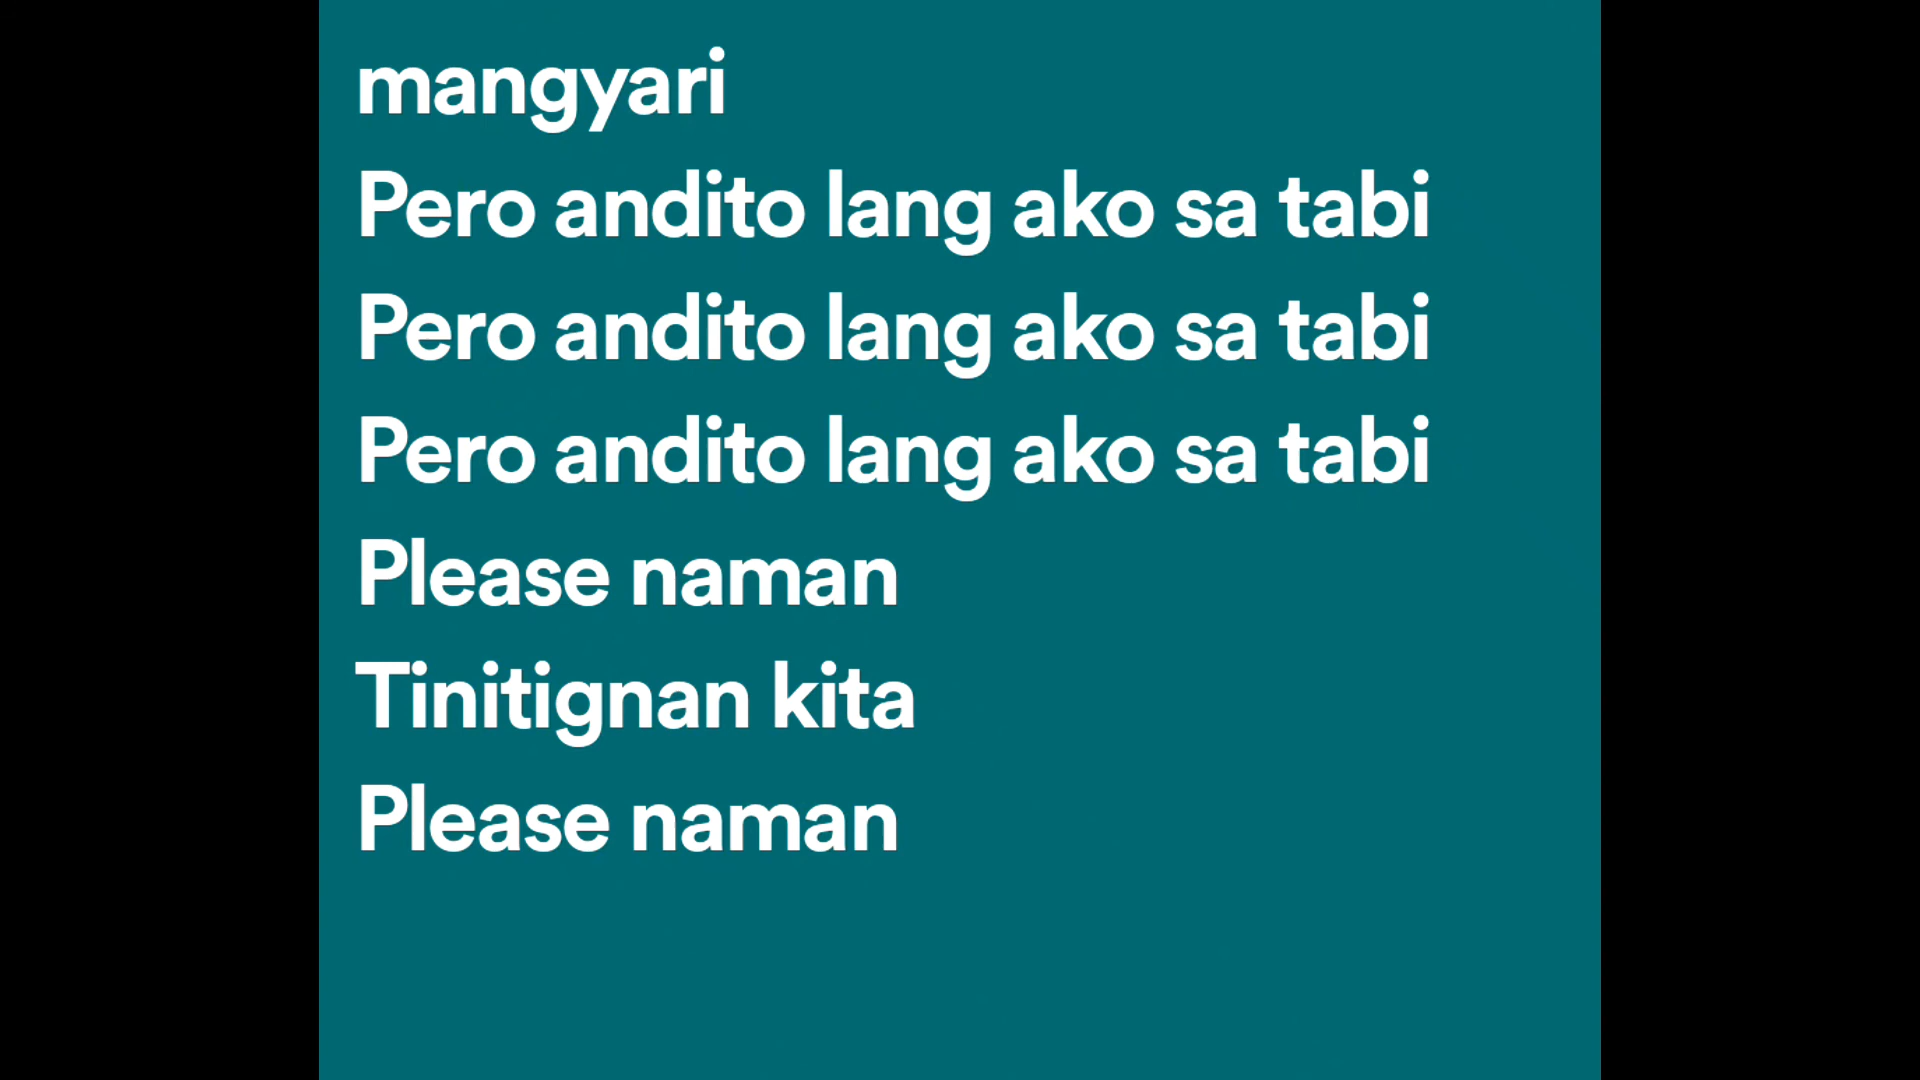 mangyari
Pero andito lang ako sa tabi
Pero andito lang ako sa tabi
Pero andito lang ako sa tabi
Please naman
Tinitignan kita
Please naman